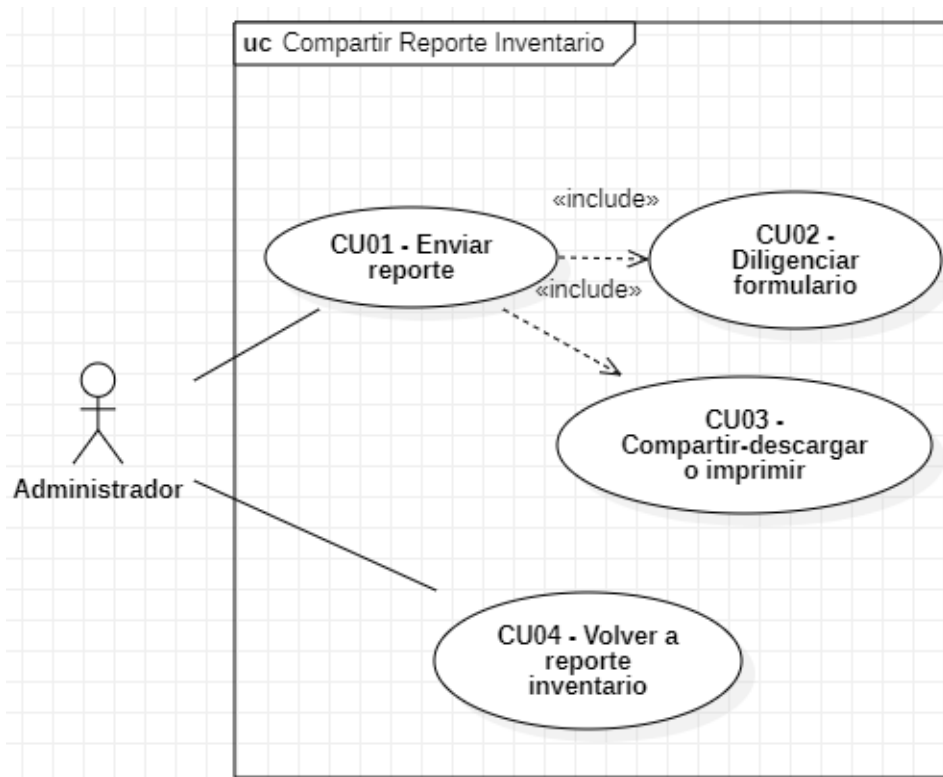 uc Compartir Reporte Inventario
«include»
CU01 - Enviar
reporte
CU02 -
Diligenciar
formulario
«include»
CU03 -
Compartir-descargar
o imprimir
Administrador
CU04 - Volver a
reporte
inventario